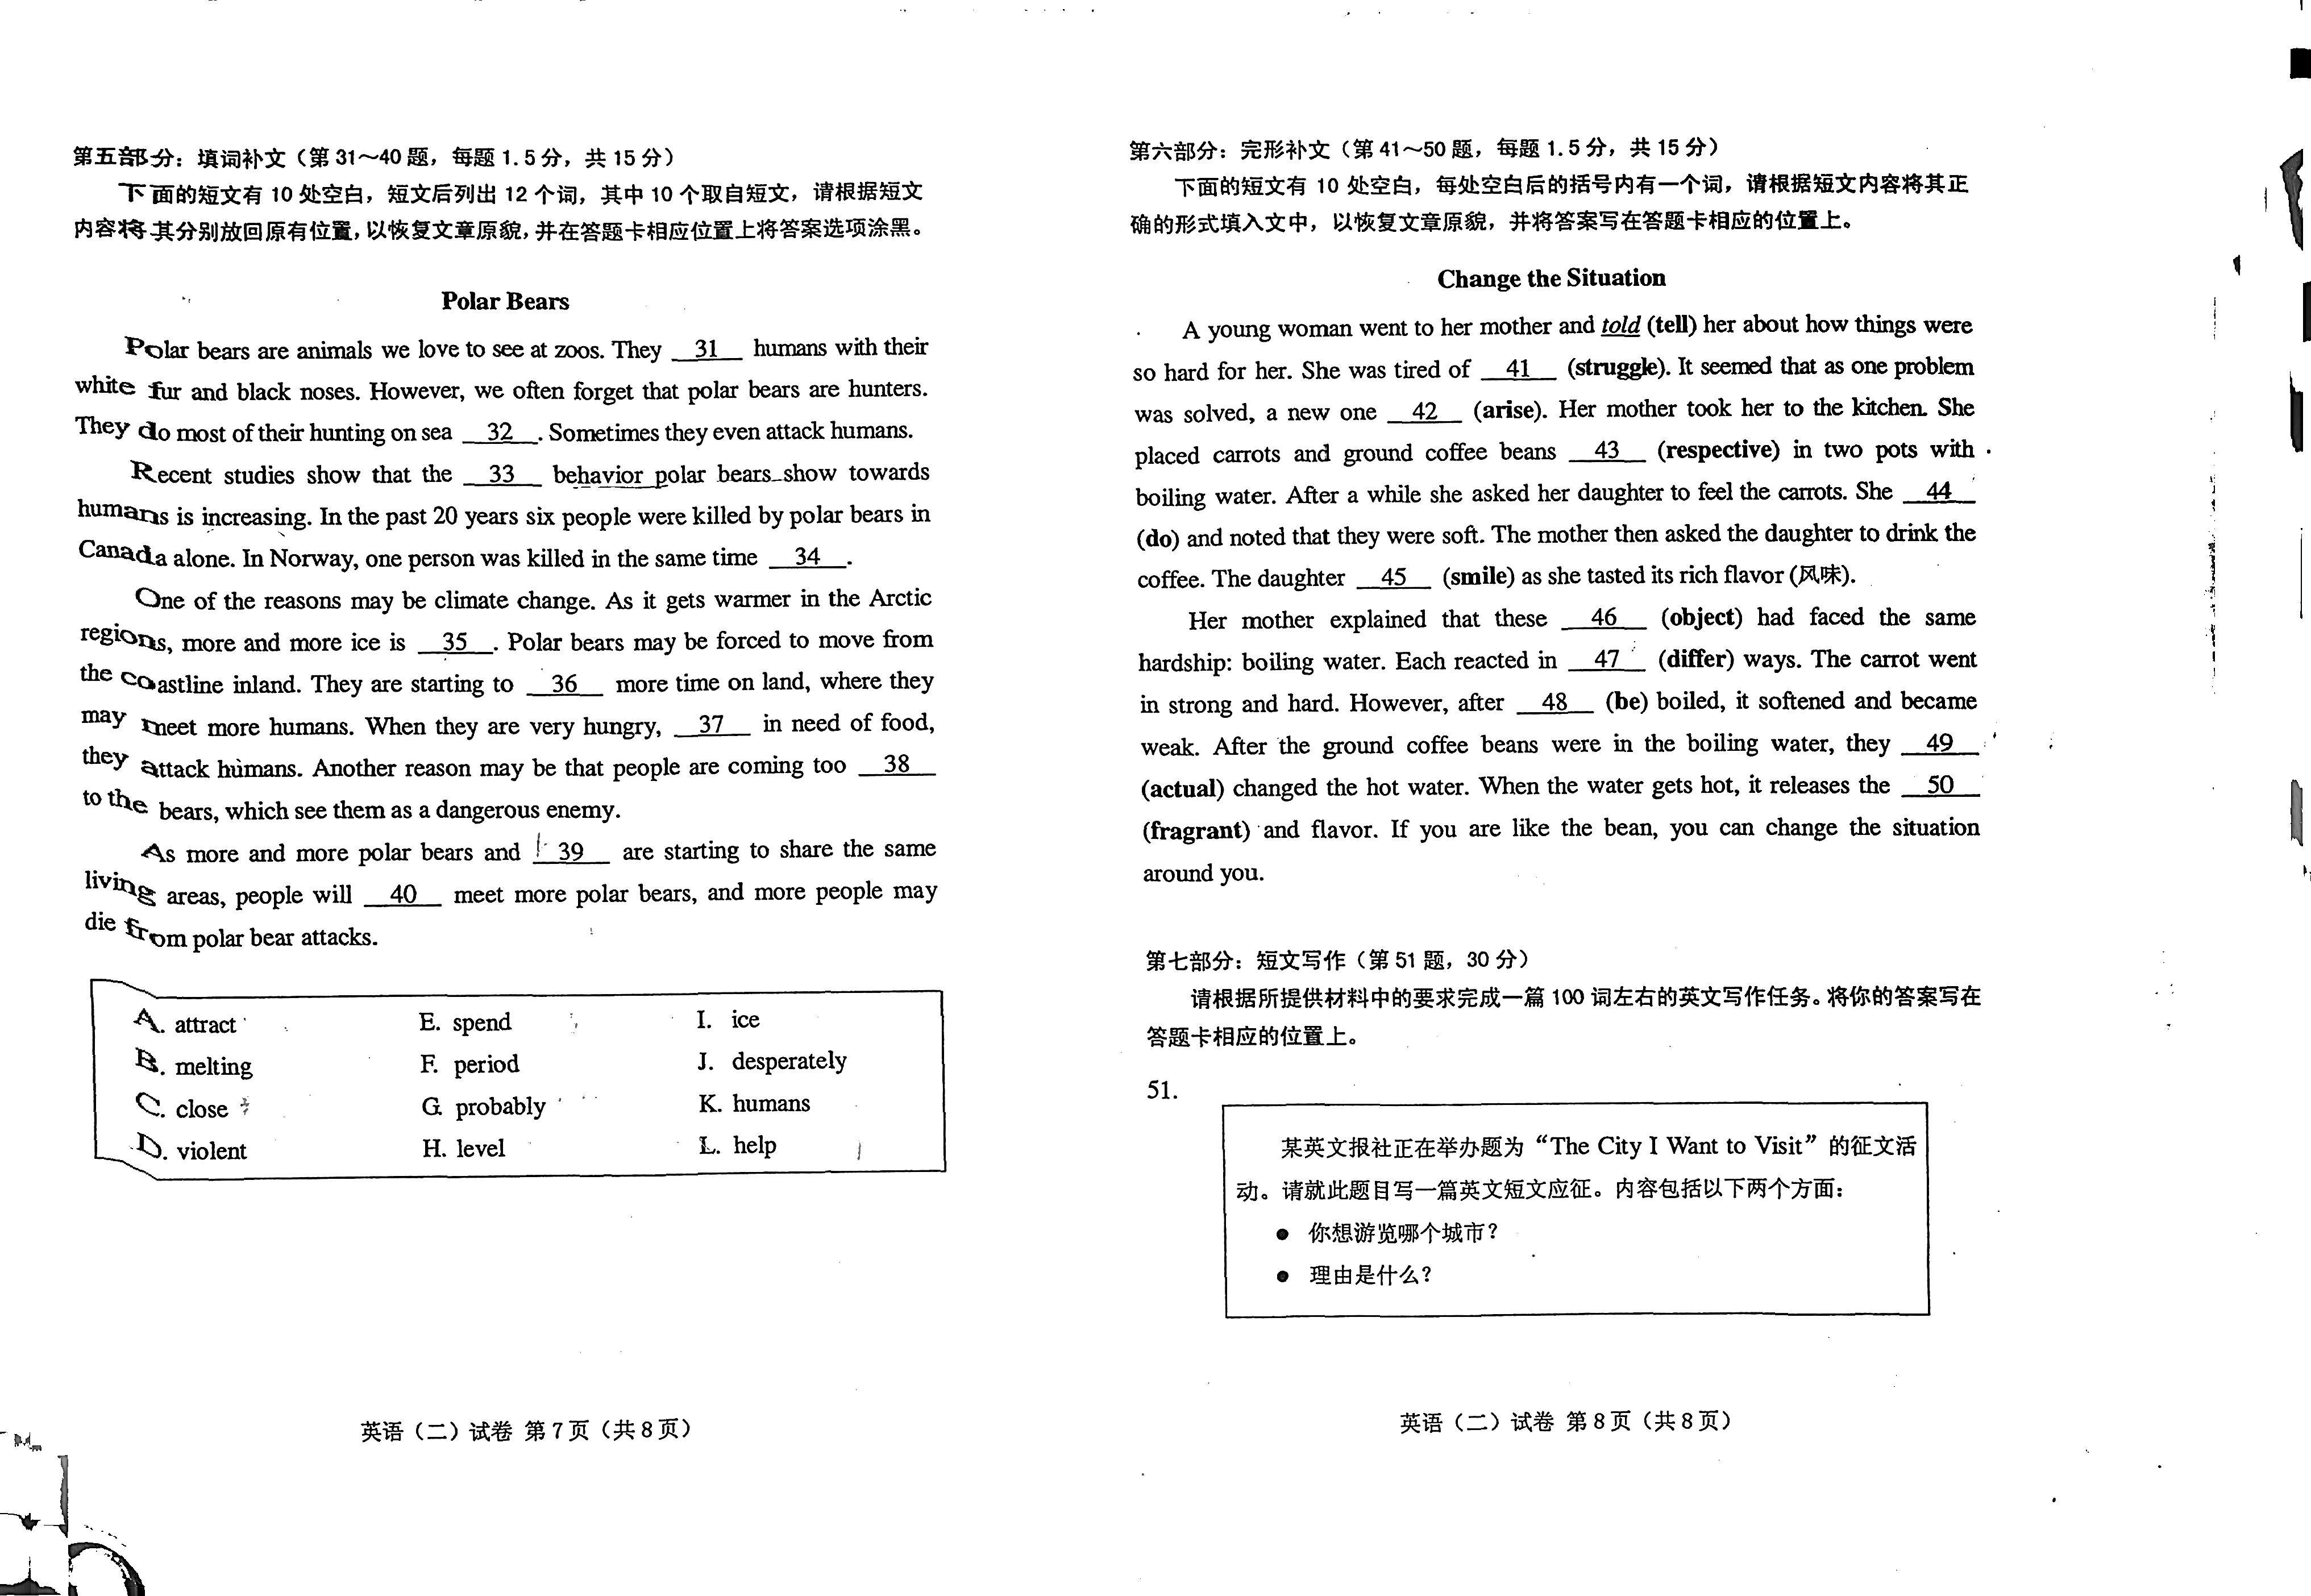 第五部分：填词补文（第 31～40 题，每题 1.5 分，共 15 分）
下面的短文有 10 处空白，短文后列出 12 个词，其中 10 个取自短文，请根据短文
内容将其分别放回原有位置，以恢复文章原貌，并在答题卡相应位置上将答案选项涂黑。
Polar Bears
Polar bears are animals we love to see at zoos. They 31 humans with their
white fur and black noses. However, we often forget that polar bears are hunters.
They do most of their hunting on sea 32 . Sometimes they even attack humans.
Recent studies show that the 33 behavior polar bears show towards
humans is increasing. In the past 20 years six people were killed by polar bears in
Canada alone. In Norway, one person was killed in the same time 34 .
One of the reasons may be climate change. As it gets warmer in the Arctic
regions, more and more ice is 35 . Polar bears may be forced to move from
the coastline inland. They are starting to 36 more time on land, where they
may meet more humans. When they are very hungry, 37 in need of food,
they attack humans. Another reason may be that people are coming too 38
to the bears, which see them as a dangerous enemy.
As more and more polar bears and 39 are starting to share the same
living areas, people will 40 meet more polar bears, and more people may
die from polar bear attacks.
A. attract E. spend I. ice
B. melting F. period J. desperately
C. close G. probably K. humans
D. violent H. level L. help
英语（二）试卷 第 7 页（共 8 页）
第六部分：完形补文（第 41～50 题，每题 1.5 分，共 15 分）
下面的短文有 10 处空白，每处空白后的括号内有一个词，请根据短文内容将其正
确的形式填入文中，以恢复文章原貌，并将答案写在答题卡相应的位置上。
Change the Situation
A young woman went to her mother and told (tell) her about how things were
so hard for her. She was tired of 41 (struggle). It seemed that as one problem
was solved, a new one 42 (arise). Her mother took her to the kitchen. She
placed carrots and ground coffee beans 43 (respective) in two pots with
boiling water. After a while she asked her daughter to feel the carrots. She 44
(do) and noted that they were soft. The mother then asked the daughter to drink the
coffee. The daughter 45 (smile) as she tasted its rich flavor (风味).
Her mother explained that these 46 (object) had faced the same
hardship: boiling water. Each reacted in 47 (differ) ways. The carrot went
in strong and hard. However, after 48 (be) boiled, it softened and became
weak. After the ground coffee beans were in the boiling water, they 49
(actual) changed the hot water. When the water gets hot, it releases the 50
(fragrant) and flavor. If you are like the bean, you can change the situation
around you.
第七部分：短文写作（第 51 题，30 分）
请根据所提供材料中的要求完成一篇 100 词左右的英文写作任务。将你的答案写在
答题卡相应的位置上。
51.
某英文报社正在举办题为 “The City I Want to Visit” 的征文活
动。请就此题目写一篇英文短文应征。内容包括以下两个方面：
● 你想游览哪个城市？
● 理由是什么？
英语（二）试卷 第 8 页（共 8 页）